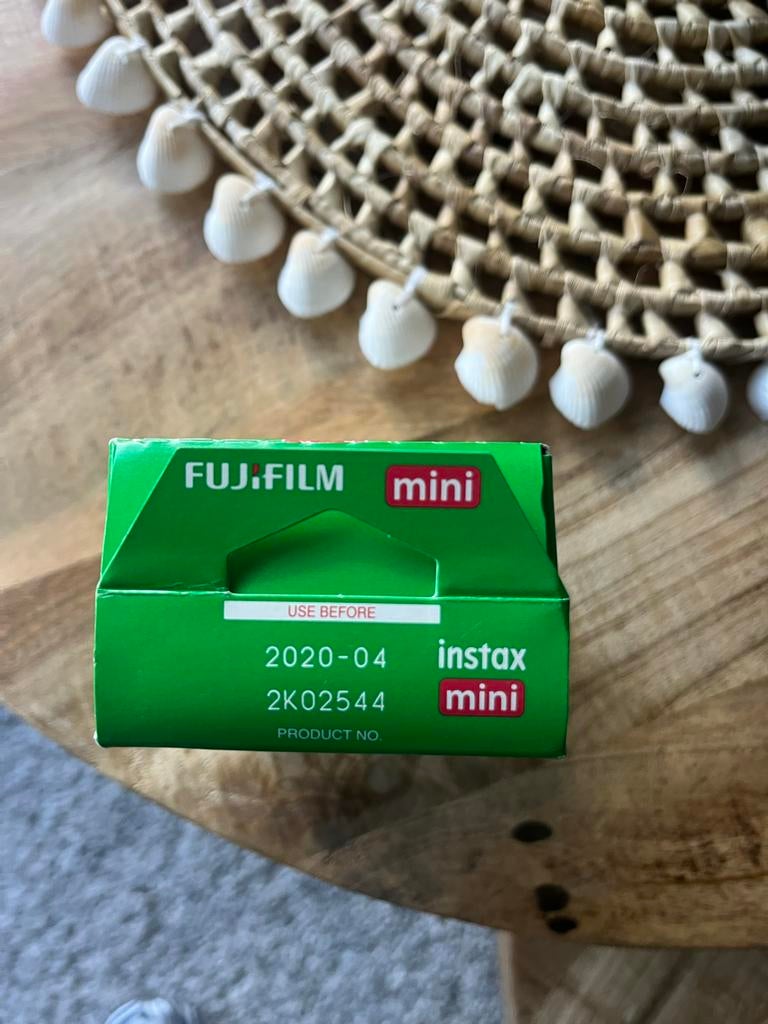 FUJIFILM mini
USE BEFORE
2020-04
2K02544
PRODUCT NO.
instax
mini